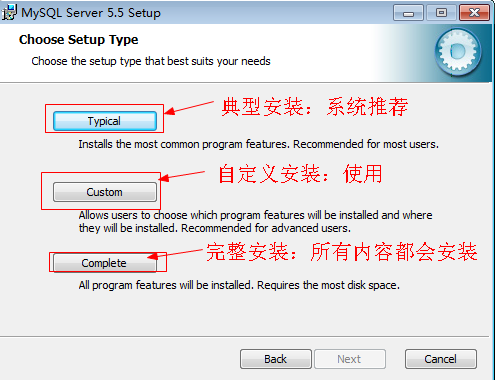 MySQL Server 5.5 Setup
Choose Setup Type
Choose the setup type that best suits your needs
典型安装：系统推荐
Typical
Installs the most common program features. Recommended for most users.
自定义安装：使用
Custom
Allows users to choose which program features will be installed and where
they will be installed. Recommended for advanced users.
完整安装：所有内容都会安装
Complete
All program features will be installed. Requires the most disk space.
Back
Next
Cancel